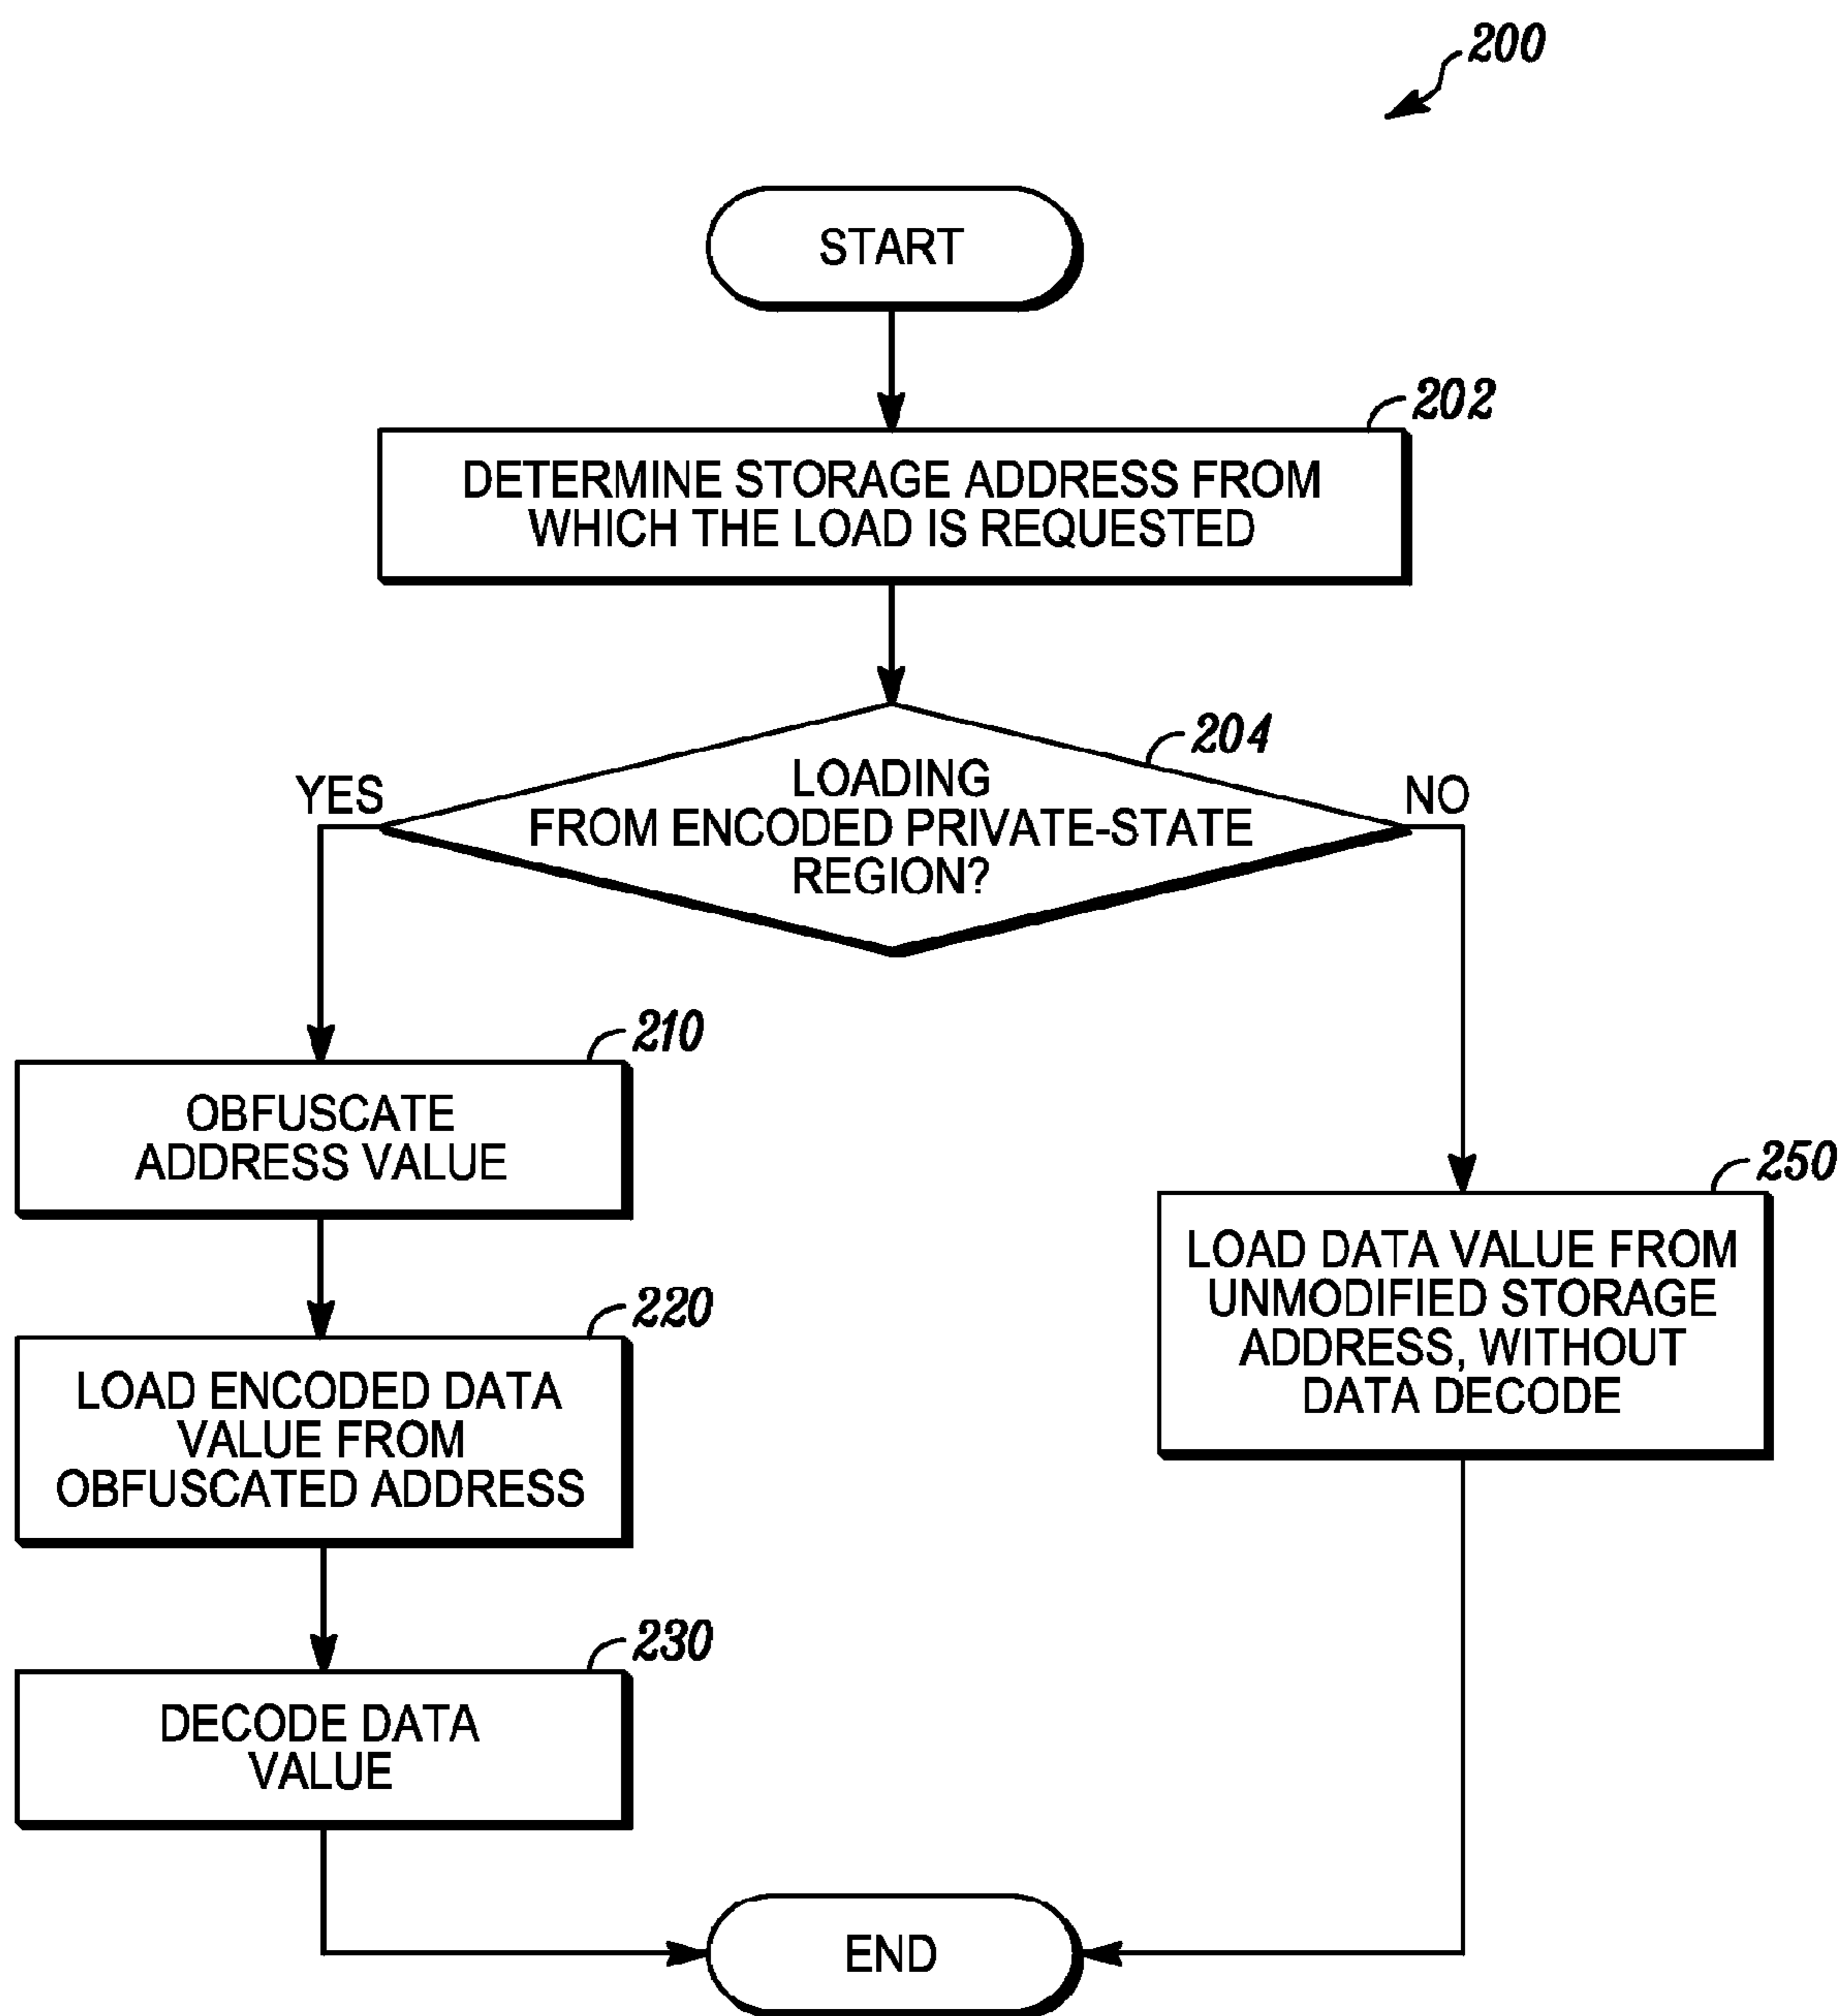 200
START
202
DETERMINE STORAGE ADDRESS FROM
WHICH THE LOAD IS REQUESTED
204
LOADING
FROM ENCODED PRIVATE-STATE
REGION?
YES
NO
210
OBFUSCATE
ADDRESS VALUE
250
LOAD DATA VALUE FROM
UNMODIFIED STORAGE
ADDRESS, WITHOUT
DATA DECODE
220
LOAD ENCODED DATA
VALUE FROM
OBFUSCATED ADDRESS
230
DECODE DATA
VALUE
END